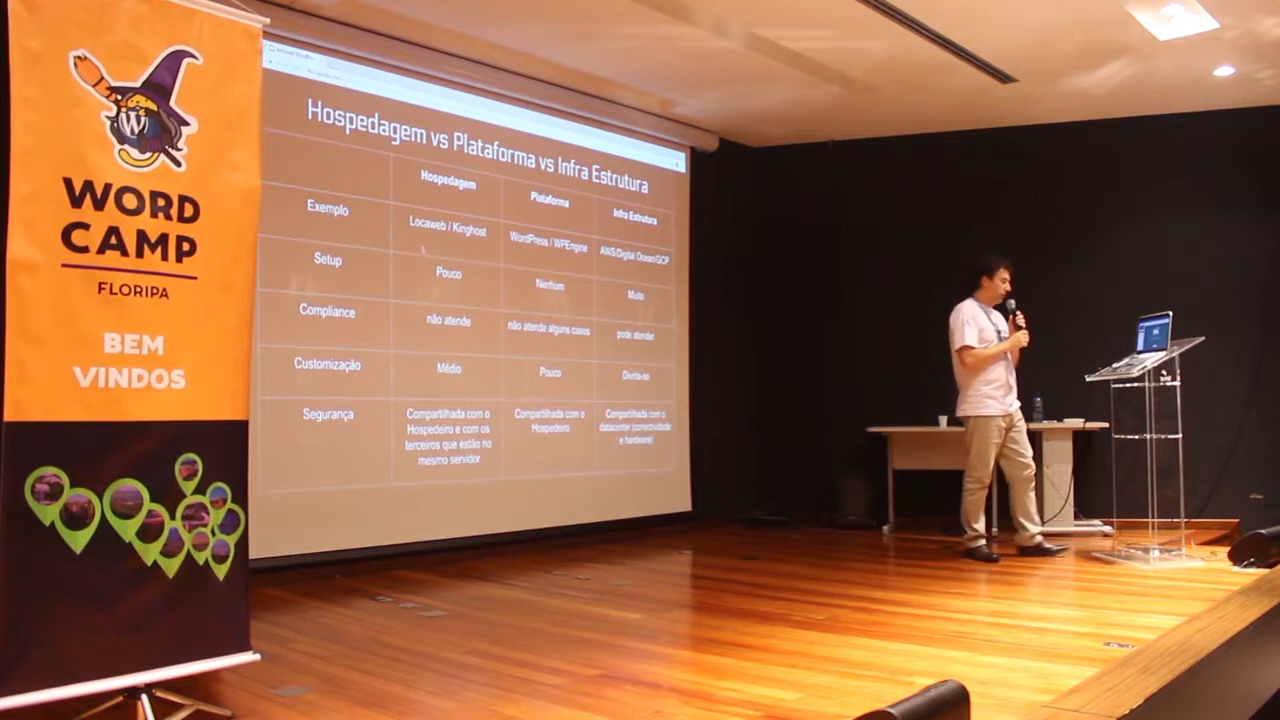 WORD
CAMP
FLORIPA
BEM
VINDOS
Hospedagem vs Plataforma vs Infra Estrutura
Hospedagem Plataforma Infra Estrutura
Exemplo Locaweb / Kinghost WordPress / WPEngine AWS/Digital Ocean/GCP
Setup Pouco Nenhum Muito
Compliance não atende não atende alguns casos pode atender
Customização Médio Pouco Divirta-se
Segurança Compartilhada com o Compartilhada com o Compartilhada com o
Hospedeiro e com os Hospedeiro datacenter (conectividade
terceiros que estão no e hardware)
mesmo servidor